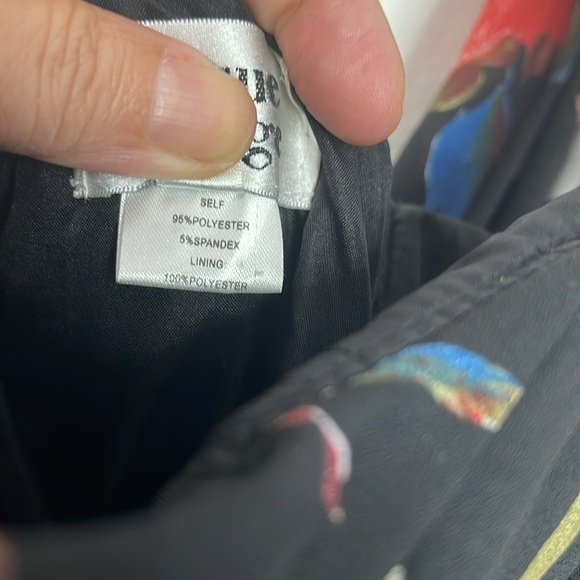 SELF
95%POLYESTER
5%SPANDEX
LINING
100%POLYESTER